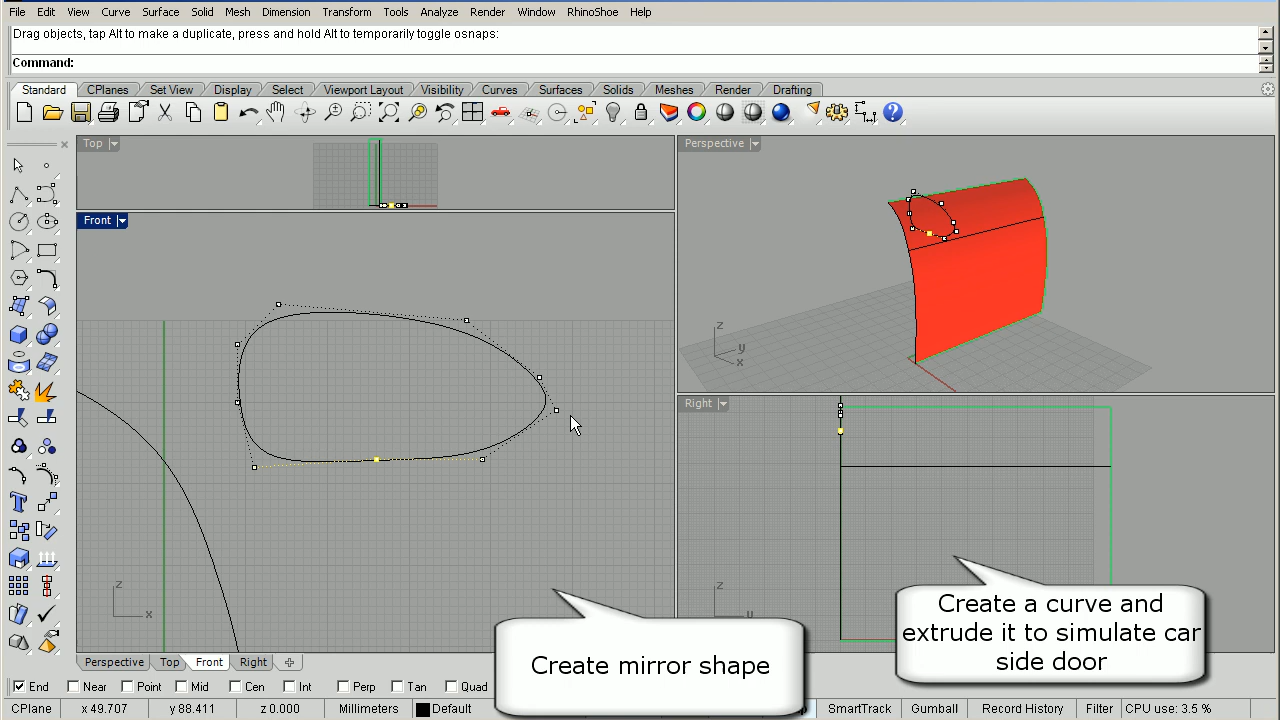 File Edit View Curve Surface Solid Mesh Dimension Transform Tools Analyze Render Window RhinoShoe Help
Drag objects, tap Alt to make a duplicate, press and hold Alt to temporarily toggle osnaps:
Command:
Standard CPlanes Set View Display Select Viewport Layout Visibility Curves Surfaces Solids Meshes Render Drafting
Top
Perspective
z
y
x
Front
z
x
Right
z
Create mirror shape
Create a curve and
extrude it to simulate car
side door
Perspective Top Front Right
End Near Point Mid Cen Int Perp Tan Quad
CPlane x 49.707 y 88.411 z 0.000 Millimeters Default SmartTrack Gumball Record History Filter CPU use: 3.5 %